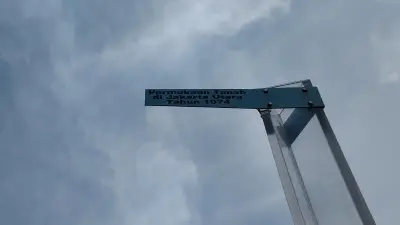 Permukaan Tanah
di Jakarta Utara
Tahun 1974